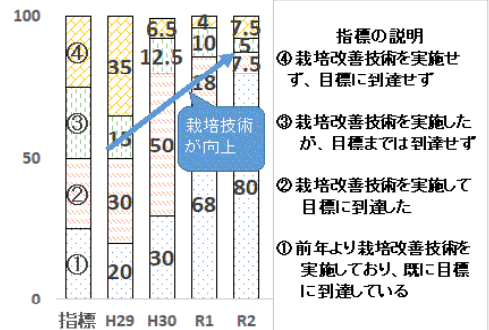 100
50
0
④
③
②
①
35
15
30
20
6.5
12.5
50
30
4
10
18
68
7.5
5
7.5
80
栽培技術
が向上
指標 H29 H30 R1 R2
指標の説明
④栽培改善技術を実施せ
ず、目標に到達せず
③栽培改善技術を実施した
が、目標までは到達せず
②栽培改善技術を実施して
目標に到達した
①前年より栽培改善技術を
実施しており、既に目標
に到達している